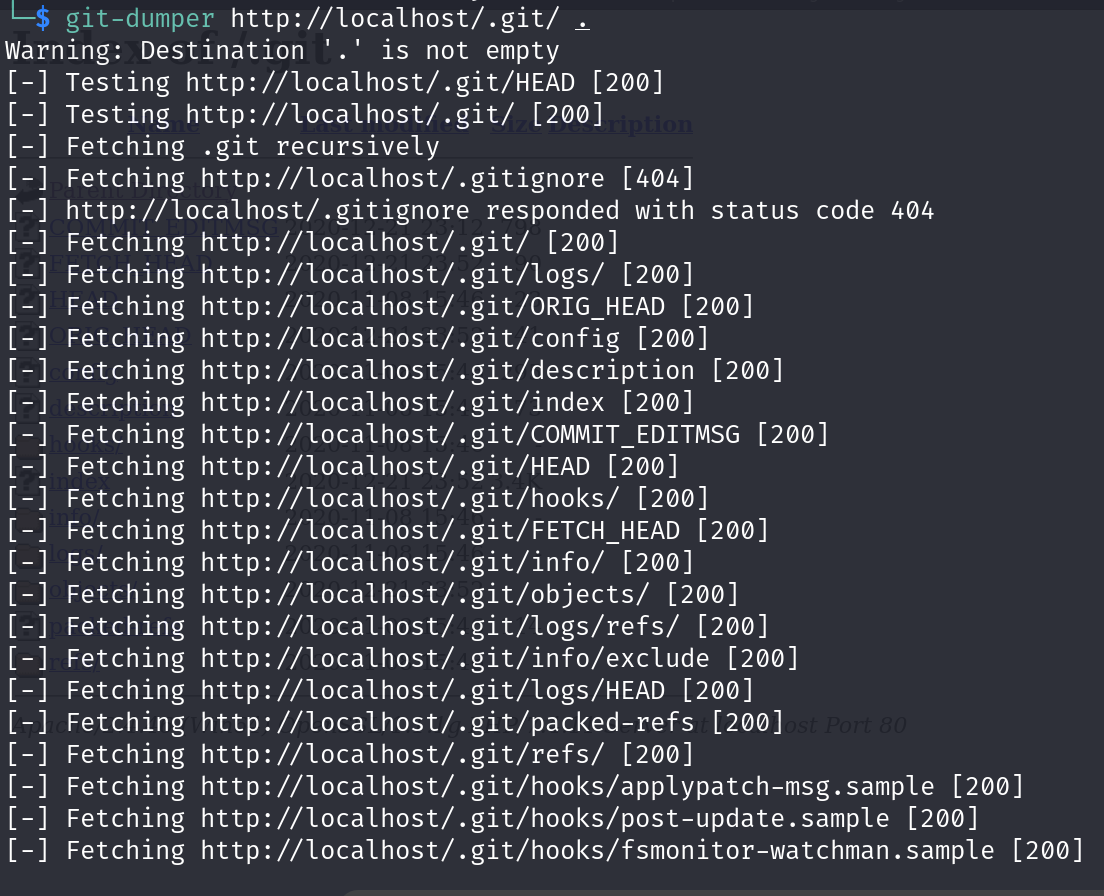 └─$ git-dumper http://localhost/.git/ .
Warning: Destination '.' is not empty
[-] Testing http://localhost/.git/HEAD [200]
[-] Testing http://localhost/.git/ [200]
[-] Fetching .git recursively
[-] Fetching http://localhost/.gitignore [404]
[-] http://localhost/.gitignore responded with status code 404
[-] Fetching http://localhost/.git/ [200]
[-] Fetching http://localhost/.git/logs/ [200]
[-] Fetching http://localhost/.git/ORIG_HEAD [200]
[-] Fetching http://localhost/.git/config [200]
[-] Fetching http://localhost/.git/description [200]
[-] Fetching http://localhost/.git/index [200]
[-] Fetching http://localhost/.git/COMMIT_EDITMSG [200]
[-] Fetching http://localhost/.git/HEAD [200]
[-] Fetching http://localhost/.git/hooks/ [200]
[-] Fetching http://localhost/.git/FETCH_HEAD [200]
[-] Fetching http://localhost/.git/info/ [200]
[-] Fetching http://localhost/.git/objects/ [200]
[-] Fetching http://localhost/.git/logs/refs/ [200]
[-] Fetching http://localhost/.git/info/exclude [200]
[-] Fetching http://localhost/.git/logs/HEAD [200]
[-] Fetching http://localhost/.git/packed-refs [200]
[-] Fetching http://localhost/.git/refs/ [200]
[-] Fetching http://localhost/.git/hooks/applypatch-msg.sample [200]
[-] Fetching http://localhost/.git/hooks/post-update.sample [200]
[-] Fetching http://localhost/.git/hooks/fsmonitor-watchman.sample [200]